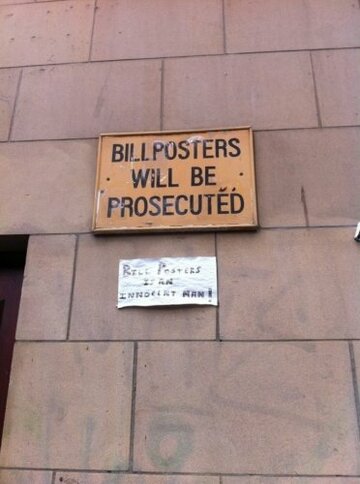 BILLPOSTERS
WILL BE
PROSECUTED
BILL POSTERS
IS AN
INNOCENT MAN!